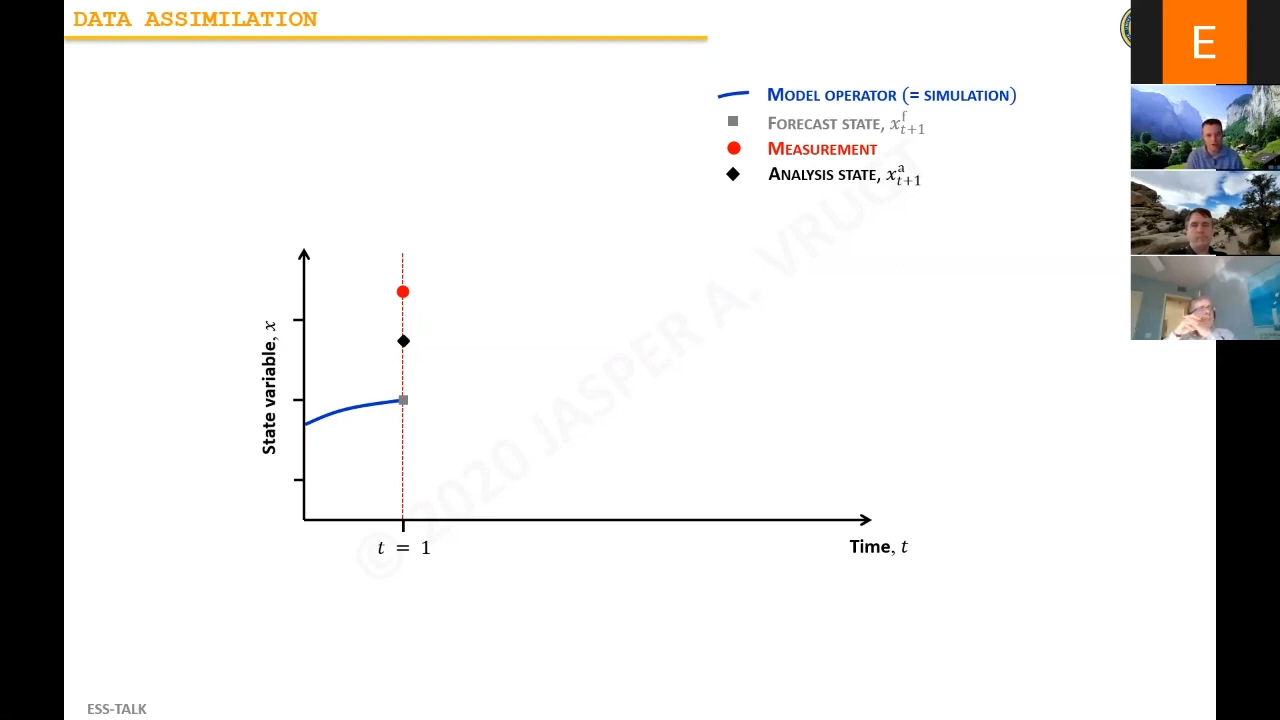 DATA ASSIMILATION
E
MODEL OPERATOR (= SIMULATION)
FORECAST STATE, x^f_{t+1}
MEASUREMENT
ANALYSIS STATE, x^a_{t+1}
© 2020 JASPER A. VRUGT
State variable, x
t = 1
Time, t
ESS-TALK